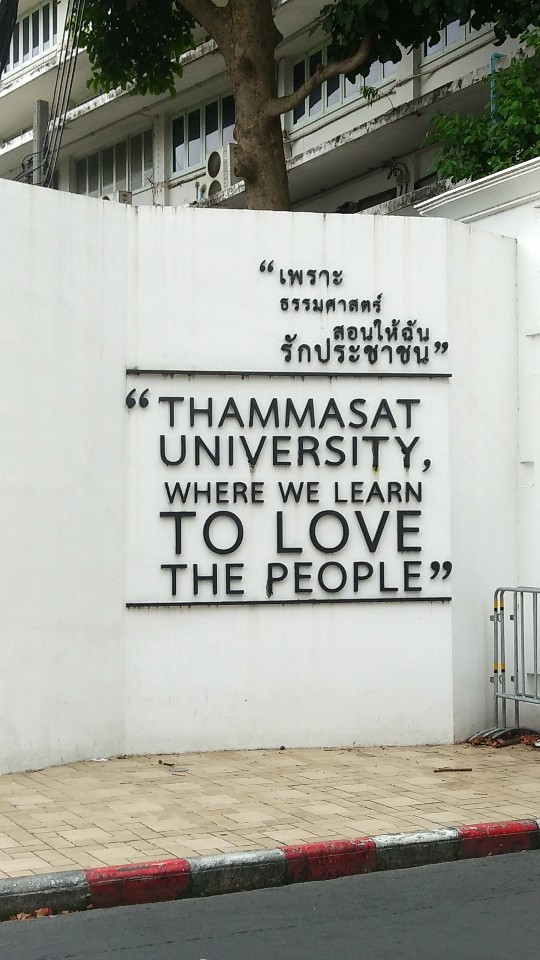 “เพราะ
ธรรมศาสตร์
สอนให้ฉัน
รักประชาชน”
“THAMMASAT
UNIVERSITY,
WHERE WE LEARN
TO LOVE
THE PEOPLE”